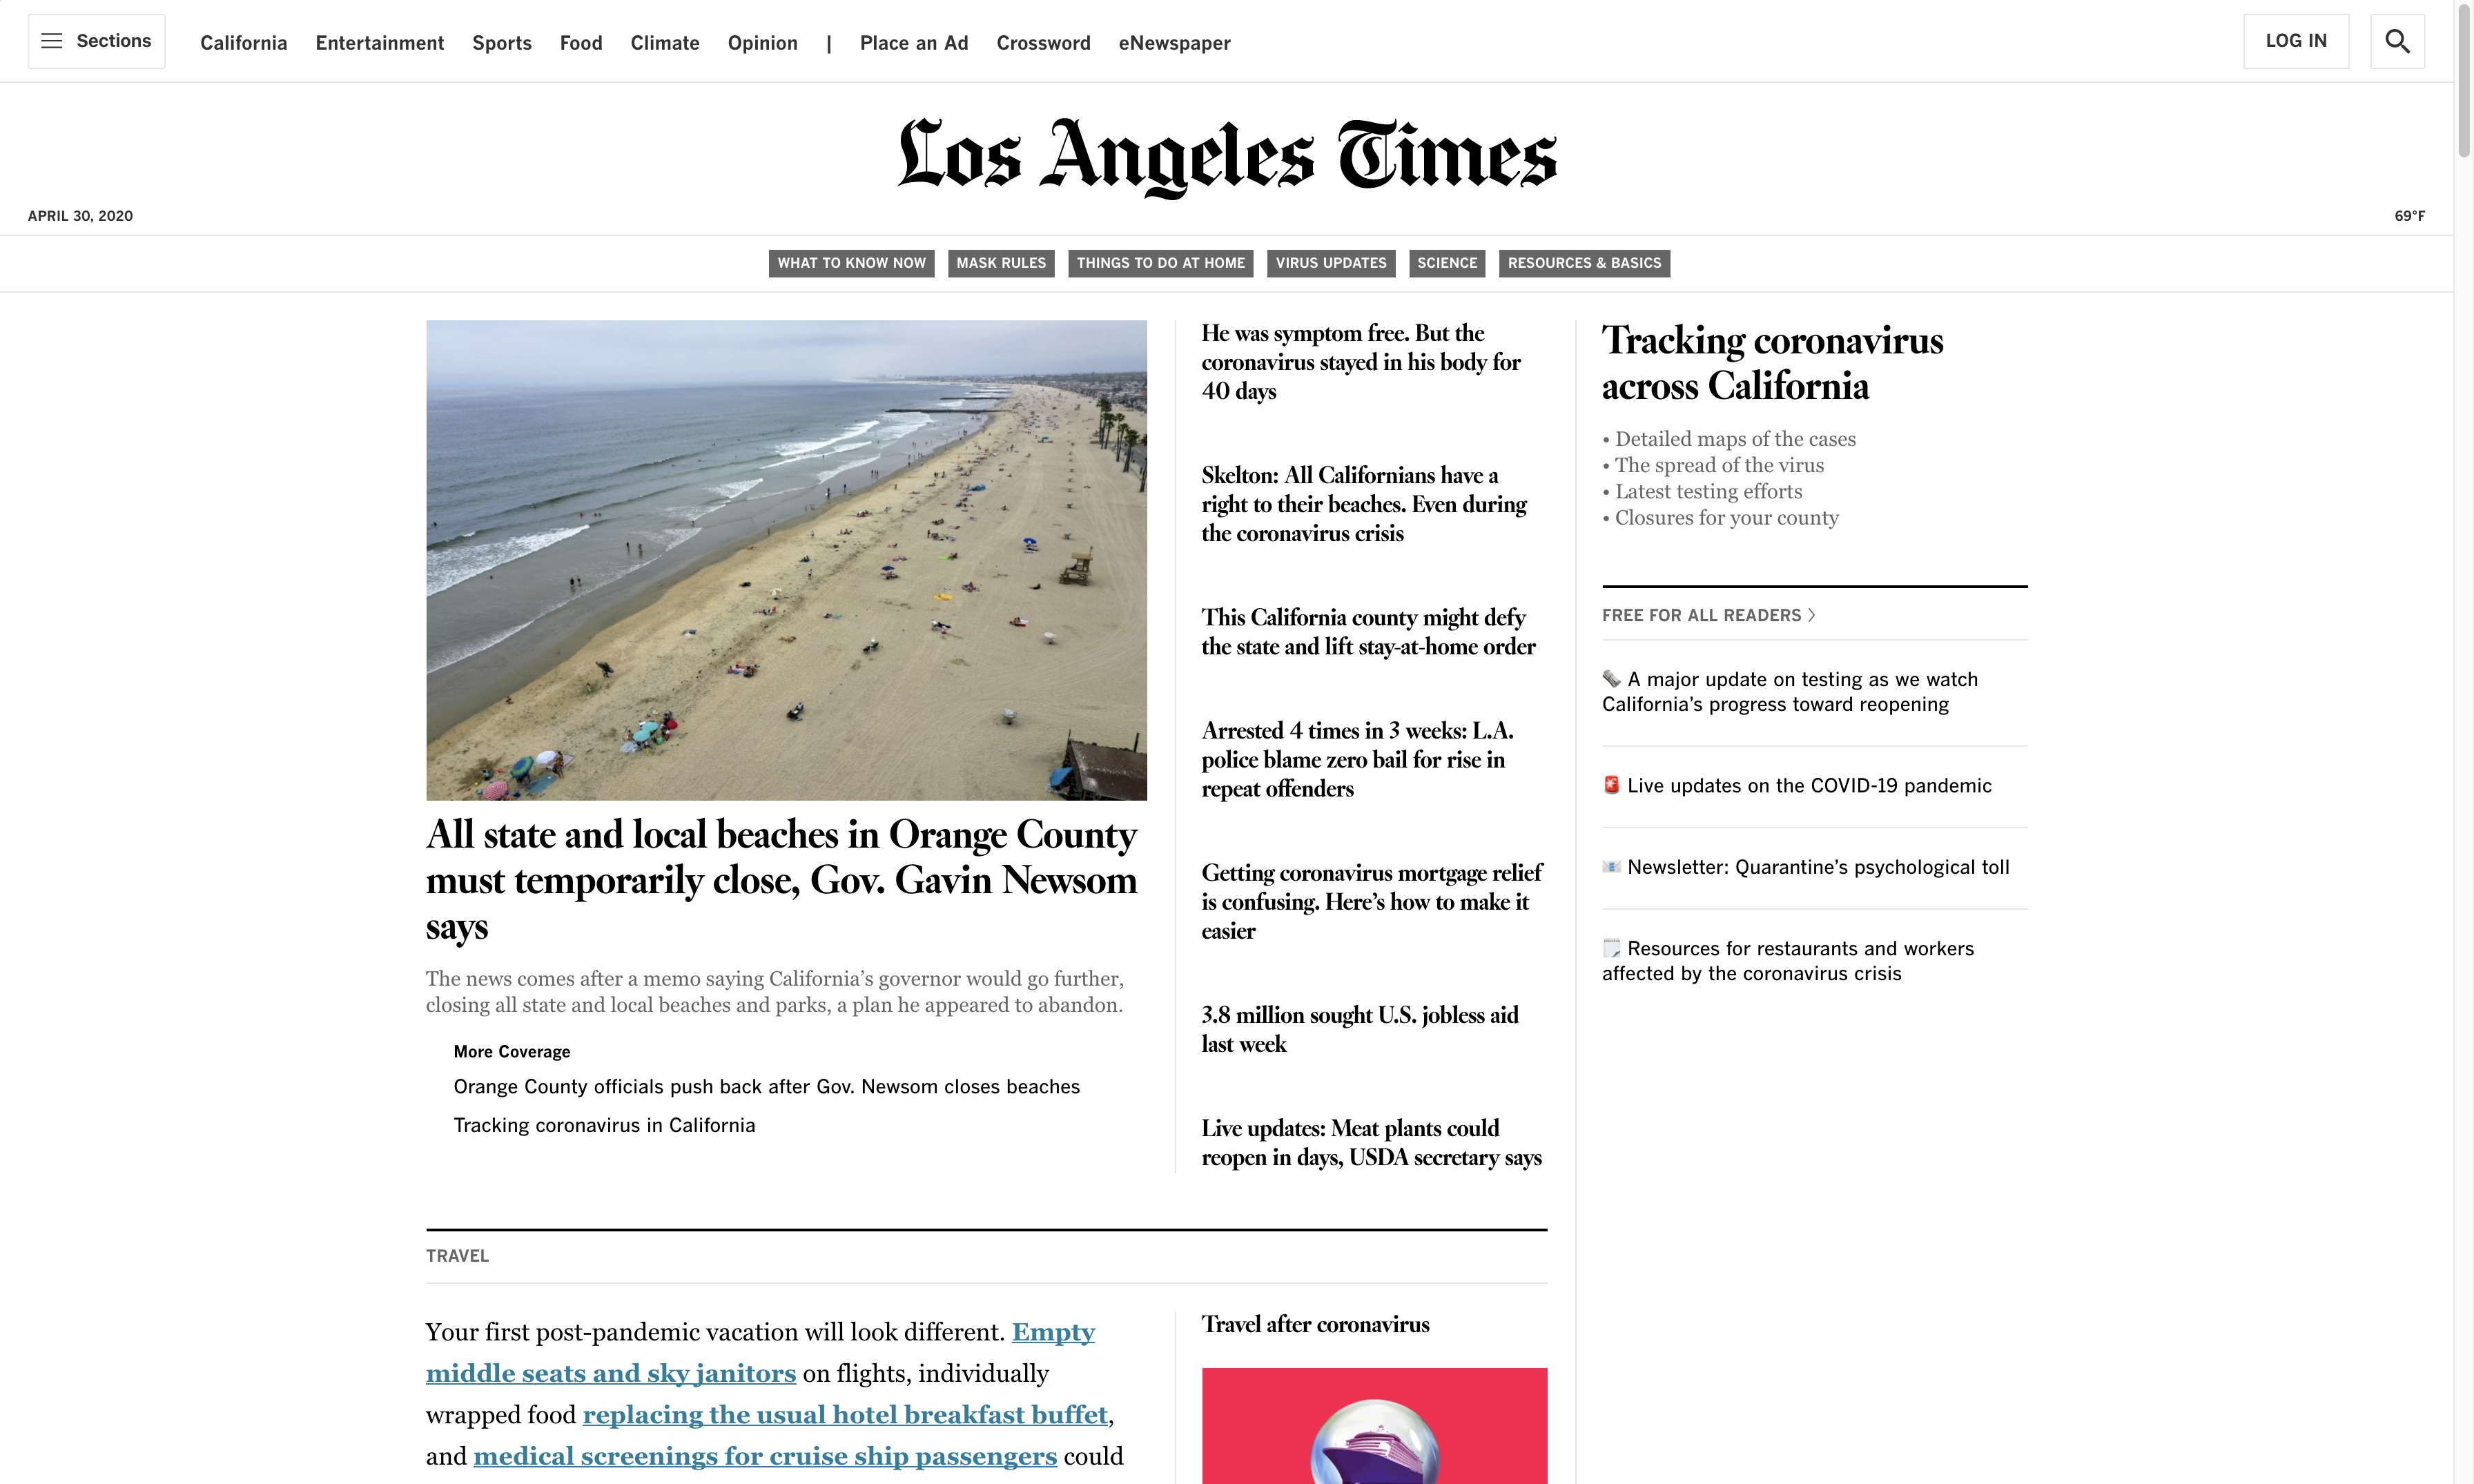 Sections
California
Entertainment
Sports
Food
Climate
Opinion
|
Place an Ad
Crossword
eNewspaper
LOG IN
Los Angeles Times
APRIL 30, 2020
69°F
WHAT TO KNOW NOW
MASK RULES
THINGS TO DO AT HOME
VIRUS UPDATES
SCIENCE
RESOURCES & BASICS
All state and local beaches in Orange County
must temporarily close, Gov. Gavin Newsom
says
The news comes after a memo saying California’s governor would go further,
closing all state and local beaches and parks, a plan he appeared to abandon.
More Coverage
Orange County officials push back after Gov. Newsom closes beaches
Tracking coronavirus in California
He was symptom free. But the
coronavirus stayed in his body for
40 days
Skelton: All Californians have a
right to their beaches. Even during
the coronavirus crisis
This California county might defy
the state and lift stay-at-home order
Arrested 4 times in 3 weeks: L.A.
police blame zero bail for rise in
repeat offenders
Getting coronavirus mortgage relief
is confusing. Here’s how to make it
easier
3.8 million sought U.S. jobless aid
last week
Live updates: Meat plants could
reopen in days, USDA secretary says
Tracking coronavirus
across California
• Detailed maps of the cases
• The spread of the virus
• Latest testing efforts
• Closures for your county
FREE FOR ALL READERS
🗞️ A major update on testing as we watch
California’s progress toward reopening
🚨 Live updates on the COVID-19 pandemic
📧 Newsletter: Quarantine’s psychological toll
🗒️ Resources for restaurants and workers
affected by the coronavirus crisis
TRAVEL
Your first post-pandemic vacation will look different. Empty
middle seats and sky janitors on flights, individually
wrapped food replacing the usual hotel breakfast buffet,
and medical screenings for cruise ship passengers could
Travel after coronavirus